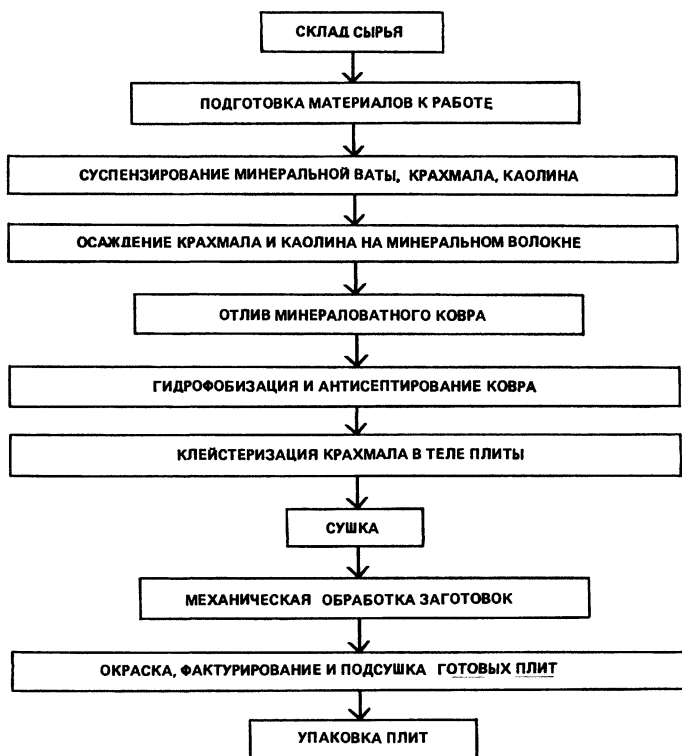 СКЛАД СЫРЬЯ
ПОДГОТОВКА МАТЕРИАЛОВ К РАБОТЕ
СУСПЕНЗИРОВАНИЕ МИНЕРАЛЬНОЙ ВАТЫ, КРАХМАЛА, КАОЛИНА
ОСАЖДЕНИЕ КРАХМАЛА И КАОЛИНА НА МИНЕРАЛЬНОМ ВОЛОКНЕ
ОТЛИВ МИНЕРАЛОВАТНОГО КОВРА
ГИДРОФОБИЗАЦИЯ И АНТИСЕПТИРОВАНИЕ КОВРА
КЛЕЙСТЕРИЗАЦИЯ КРАХМАЛА В ТЕЛЕ ПЛИТЫ
СУШКА
МЕХАНИЧЕСКАЯ ОБРАБОТКА ЗАГОТОВОК
ОКРАСКА, ФАКТУРИРОВАНИЕ И ПОДСУШКА ГОТОВЫХ ПЛИТ
УПАКОВКА ПЛИТ